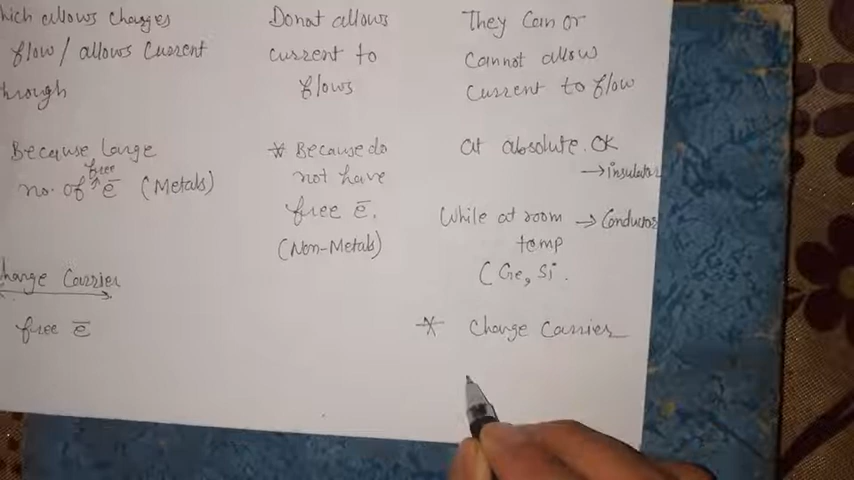 hich allows charges
flow / allows Current
hrough
Because large
free
no. of e̅ (Metals)
harge Carrier
free e̅
Donot allows
current to
flows
* Because do
not have
free e̅.
(Non-Metals)
They Can or
Cannot allow
Current to flow
at absolute. OK
→ insulator
While at room → Conductor
temp
( Ge, Si.
* Charge Carrier